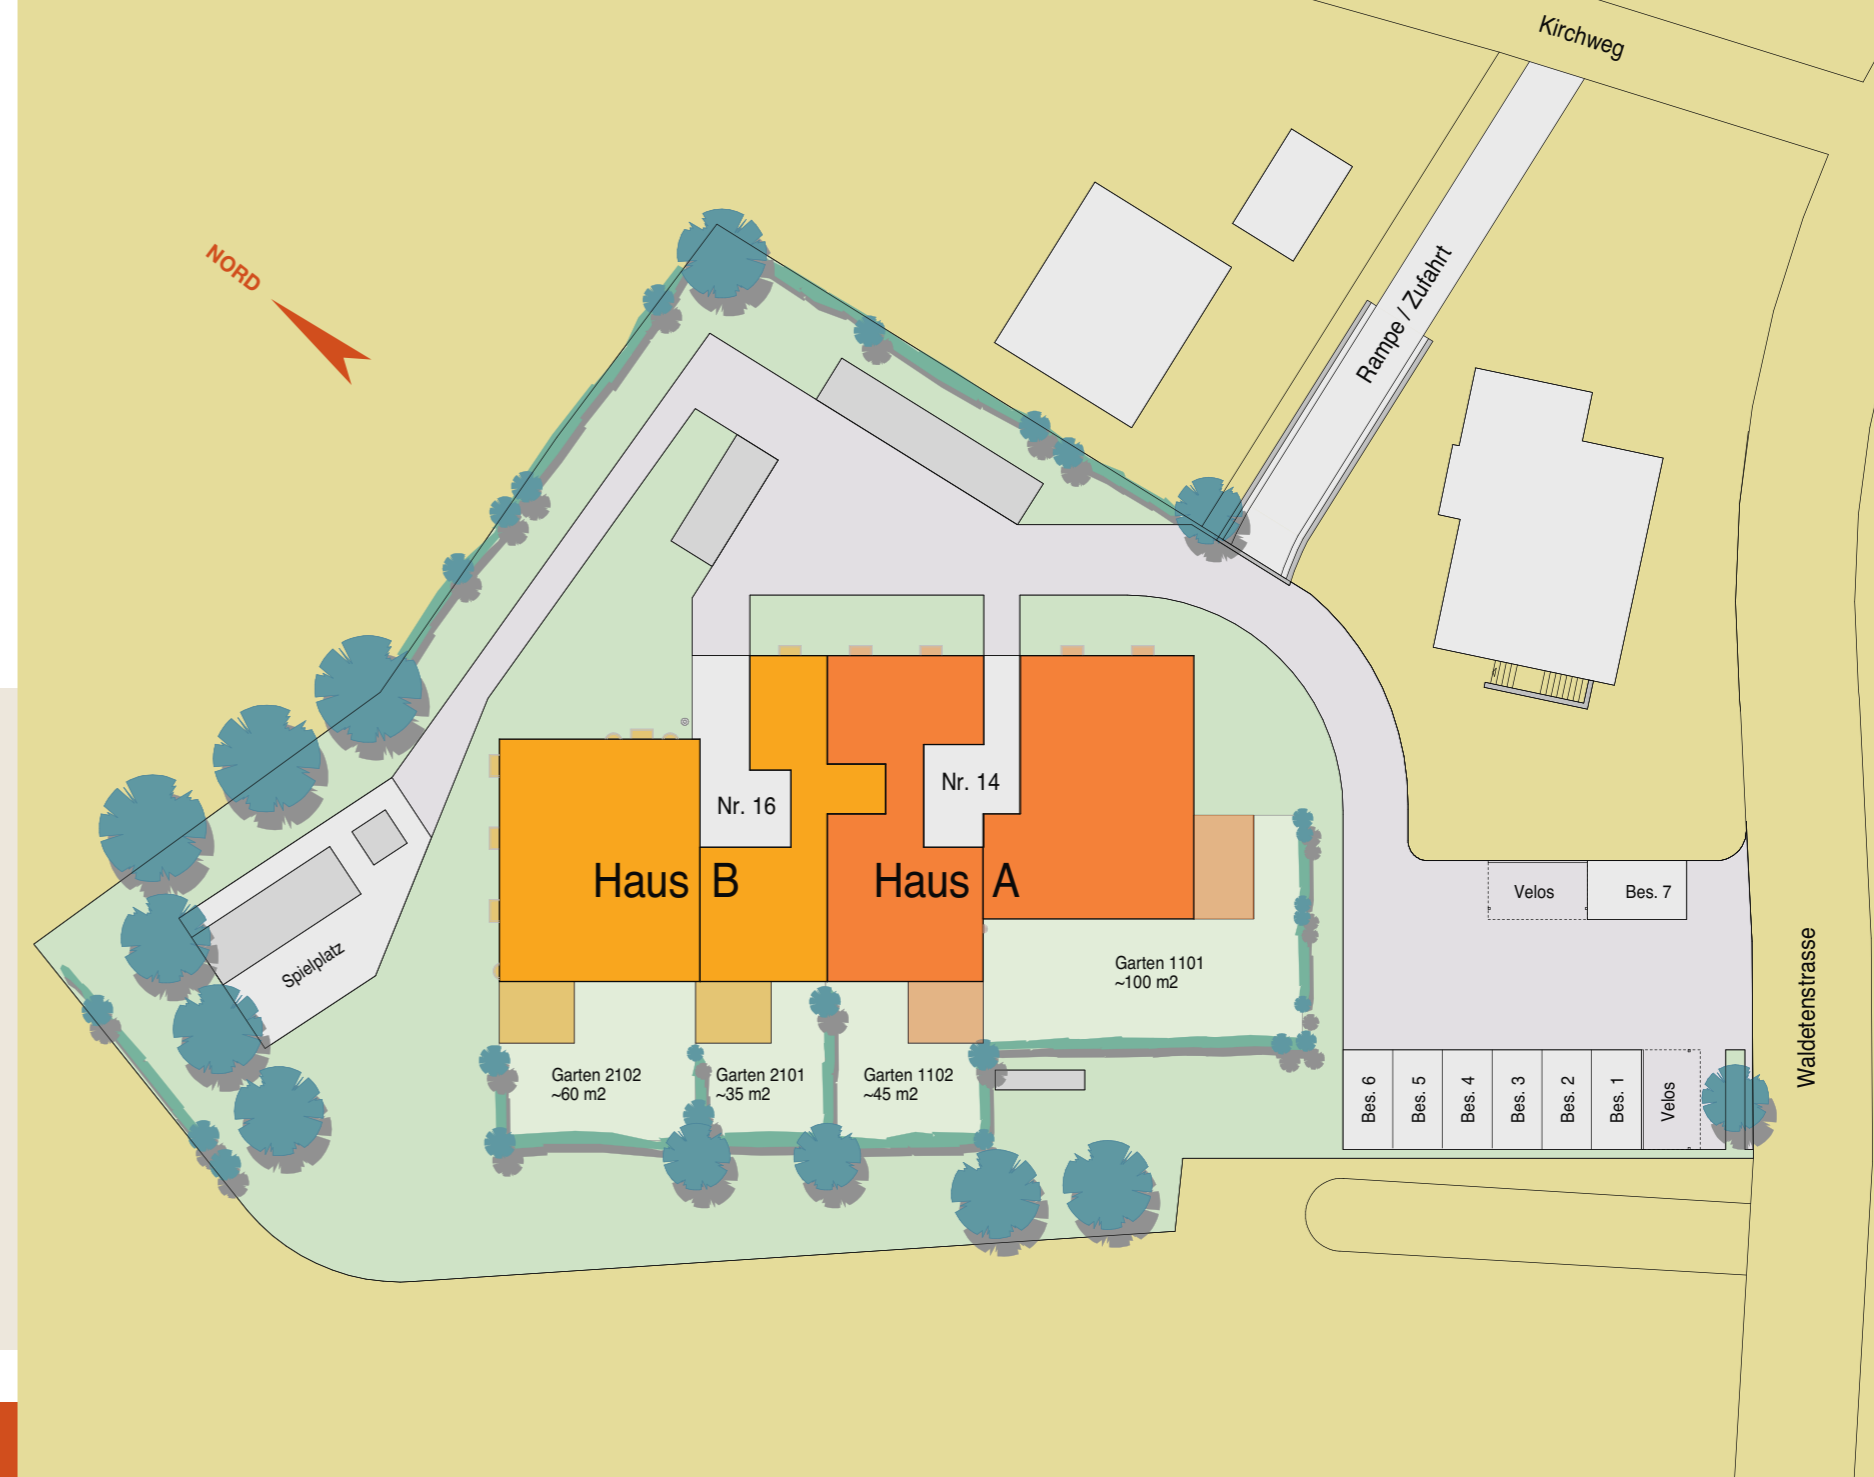 Kirchweg
NORD
Rampe / Zufahrt
Nr. 16
Nr. 14
Haus B
Haus A
Velos
Bes. 7
Spielplatz
Garten 1101
~100 m2
Waldetenstrasse
Garten 2102
~60 m2
Garten 2101
~35 m2
Garten 1102
~45 m2
Bes. 6
Bes. 5
Bes. 4
Bes. 3
Bes. 2
Bes. 1
Velos